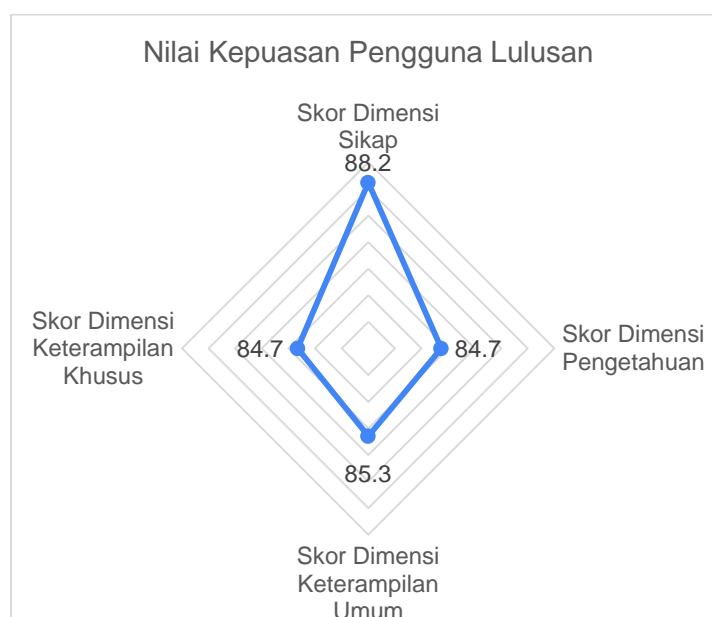 Nilai Kepuasan Pengguna Lulusan
Skor Dimensi
Sikap
88.2
Skor Dimensi
Keterampilan
Khusus
84.7
84.7
Skor Dimensi
Pengetahuan
85.3
Skor Dimensi
Keterampilan
Umum